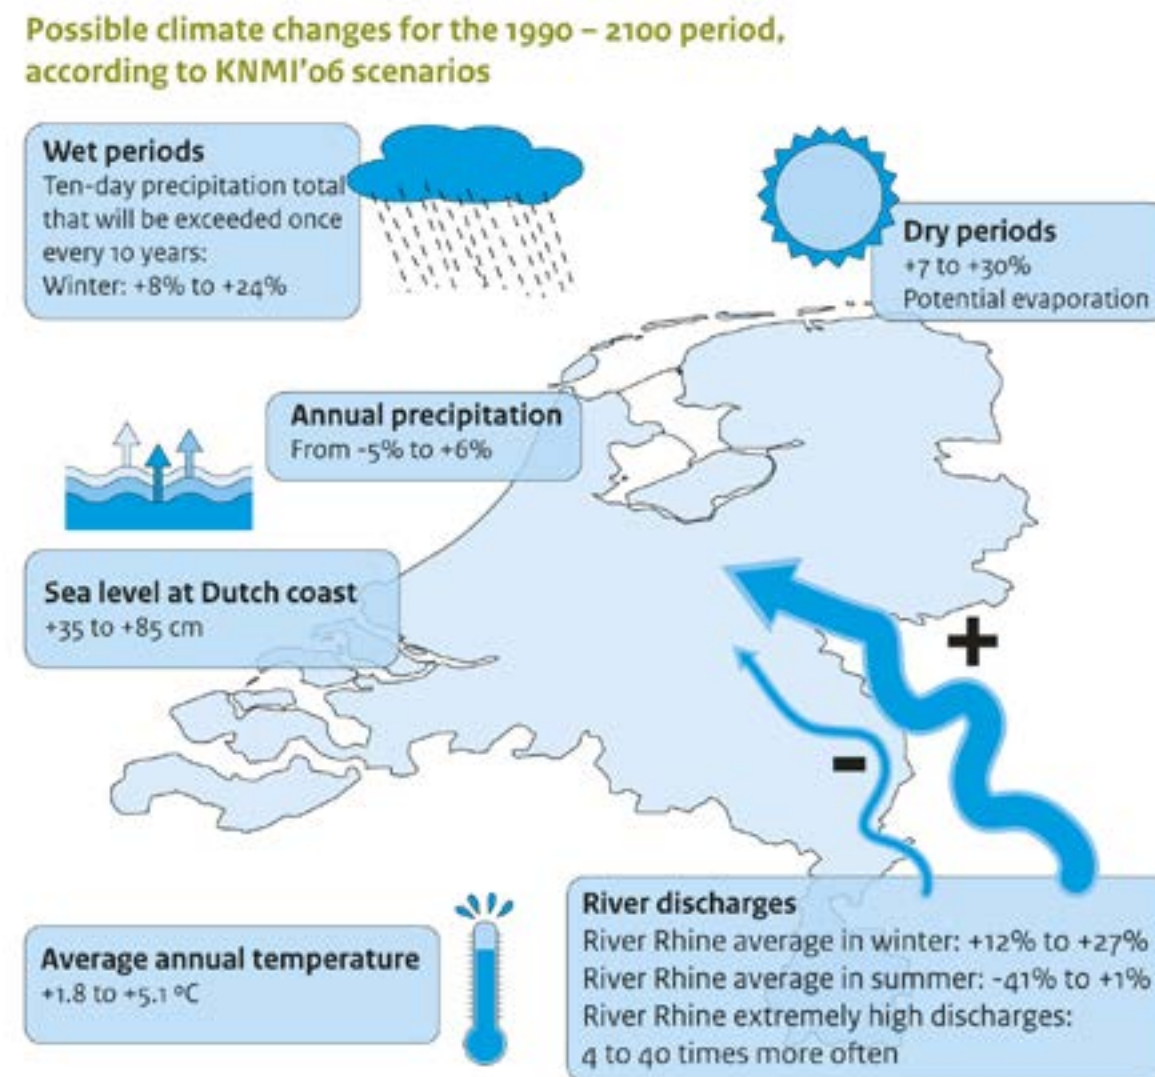 Possible climate changes for the 1990 – 2100 period,
according to KNMI'06 scenarios
Wet periods
Ten-day precipitation total
that will be exceeded once
every 10 years:
Winter: +8% to +24%
Dry periods
+7 to +30%
Potential evaporation
Annual precipitation
From -5% to +6%
Sea level at Dutch coast
+35 to +85 cm
+
-
Average annual temperature
+1.8 to +5.1 ºC
River discharges
River Rhine average in winter: +12% to +27%
River Rhine average in summer: -41% to +1%
River Rhine extremely high discharges:
4 to 40 times more often